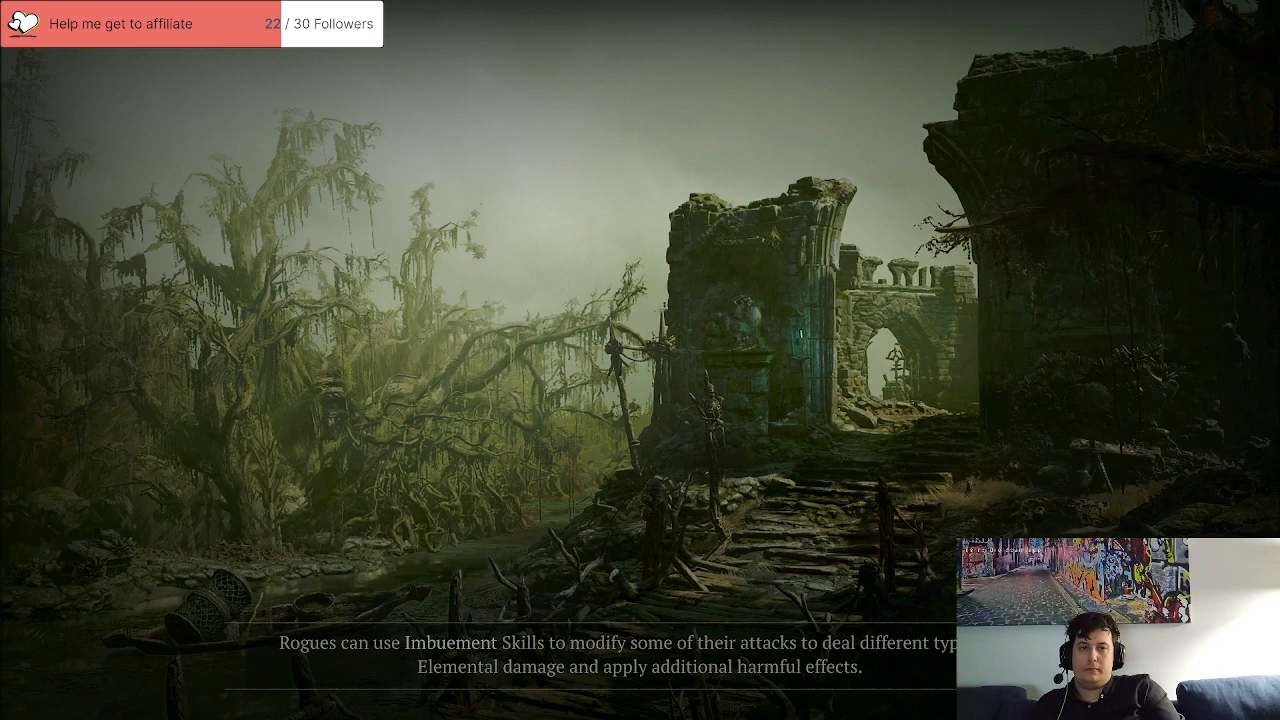 Help me get to affiliate 22 / 30 Followers
Rogues can use Imbuement Skills to modify some of their attacks to deal different
Elemental damage and apply additional harmful effects.